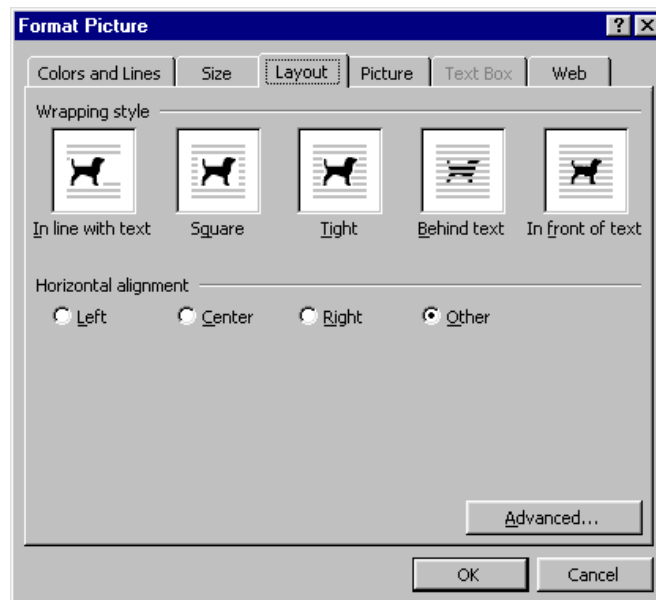 Format Picture
Colors and Lines Size Layout Picture Text Box Web
Wrapping style
In line with text Square Tight Behind text In front of text
Horizontal alignment
Left Center Right Other
Advanced...
OK Cancel